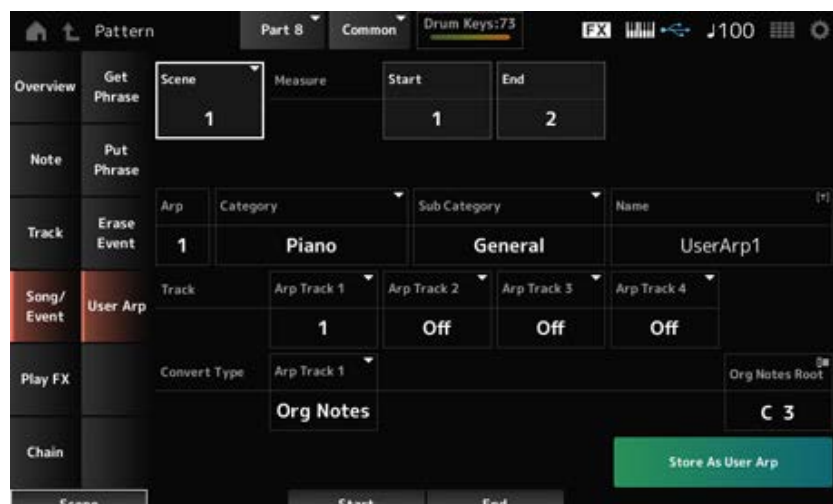 Pattern
Part 8
Common
Drum Keys:73
FX
♩100
Overview
Get
Phrase
Scene
1
Measure
Start
1
End
2
Note
Put
Phrase
Track
Erase
Event
Arp
1
Category
Piano
Sub Category
General
Name
[T]
UserArp1
Song/
Event
User Arp
Track
Arp Track 1
1
Arp Track 2
Off
Arp Track 3
Off
Arp Track 4
Off
Play FX
Convert Type
Arp Track 1
Org Notes
Org Notes Root
C 3
Chain
Store As User Arp
Scene
Start
End